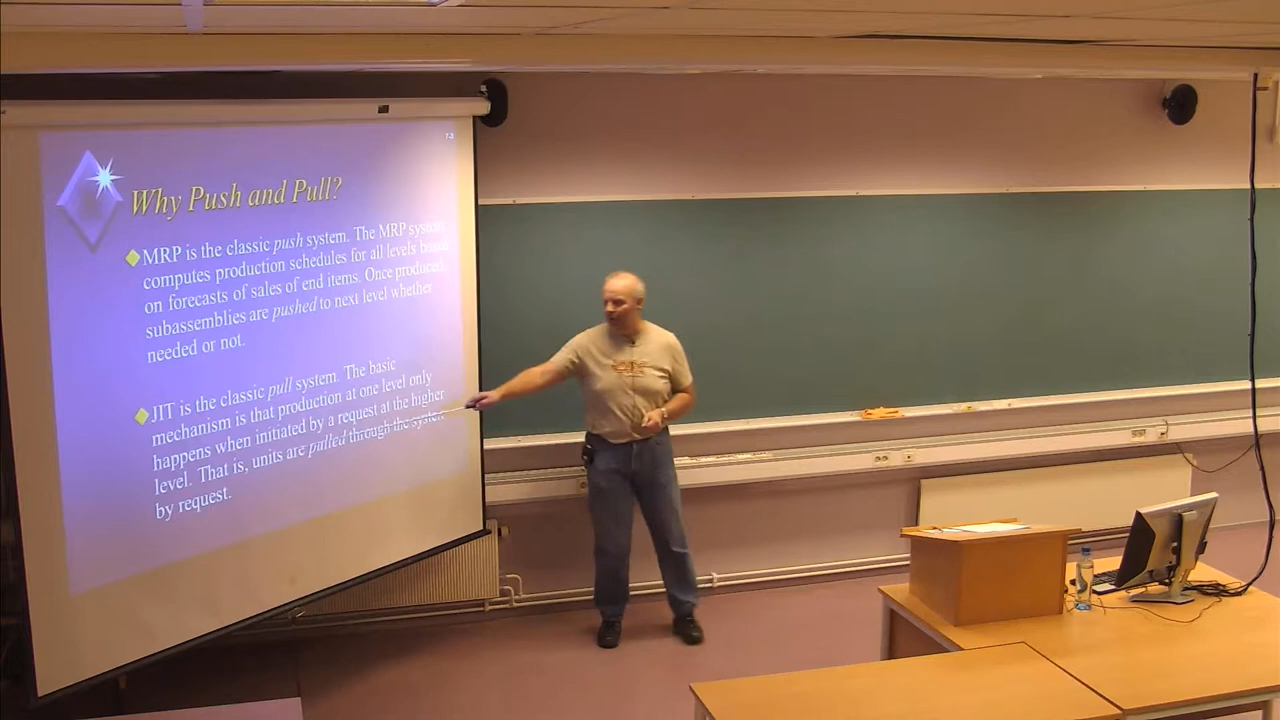 7-3
Why Push and Pull?
MRP is the classic push system. The MRP system
computes production schedules for all levels based
on forecasts of sales of end items. Once produced,
subassemblies are pushed to next level whether
needed or not.
JIT is the classic pull system. The basic
mechanism is that production at one level only
happens when initiated by a request at the higher
level. That is, units are pulled through the system
by request.